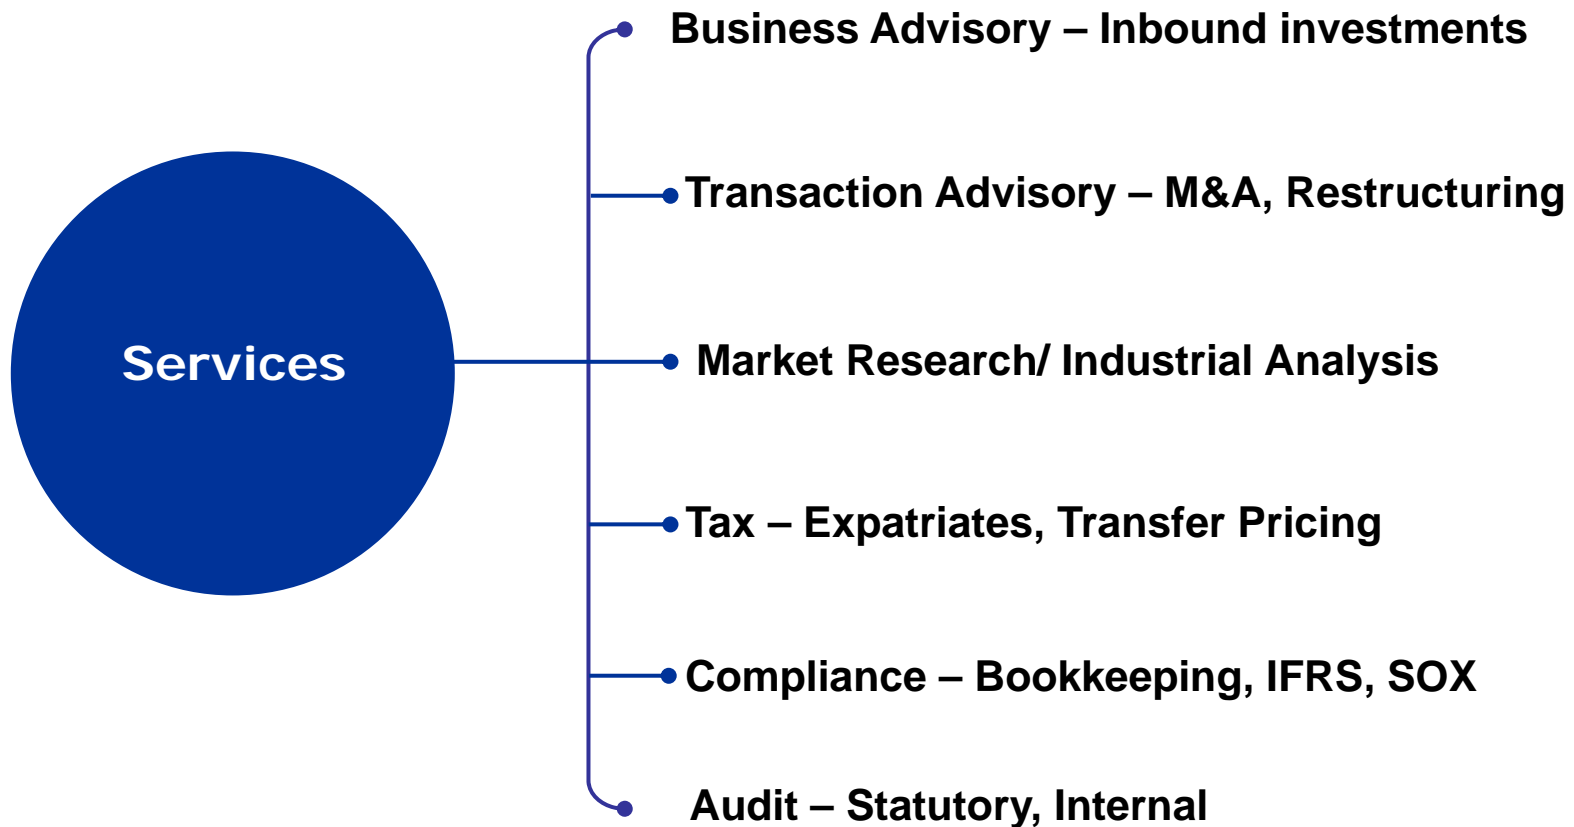 Business Advisory – Inbound investments
Transaction Advisory – M&A, Restructuring
Services
Market Research/ Industrial Analysis
Tax – Expatriates, Transfer Pricing
Compliance – Bookkeeping, IFRS, SOX
Audit – Statutory, Internal